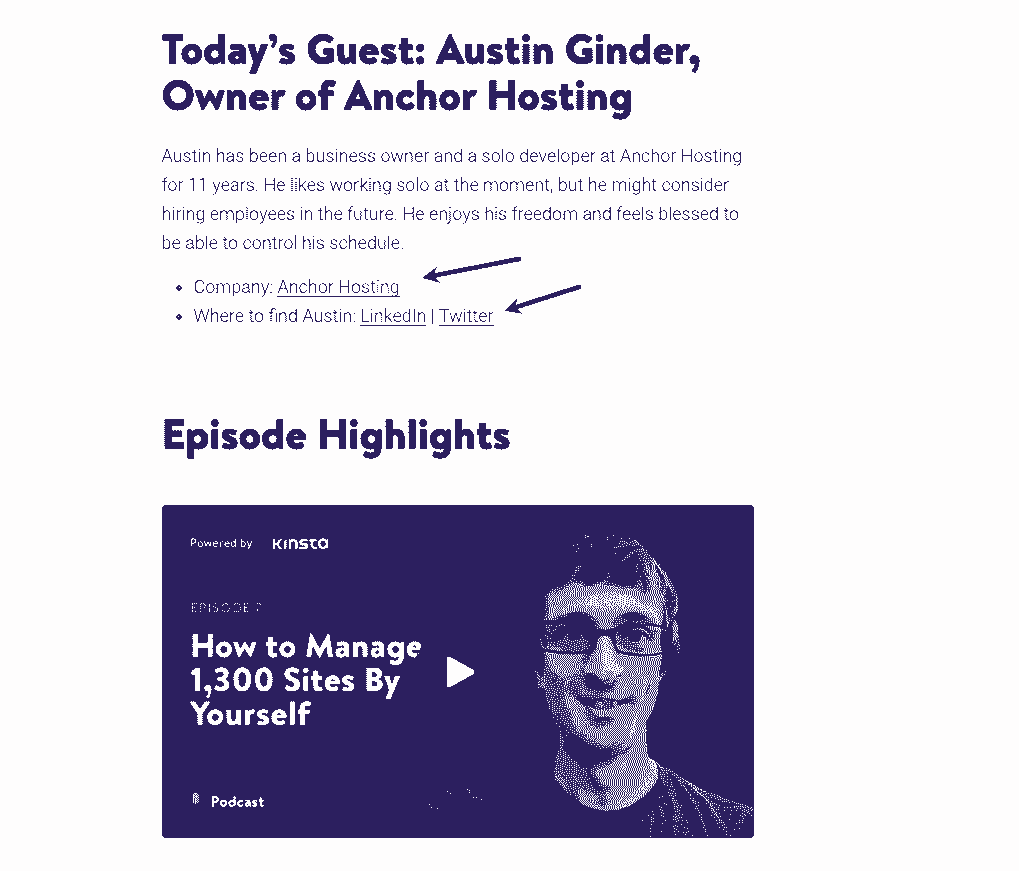 Today’s Guest: Austin Ginder,
Owner of Anchor Hosting
Austin has been a business owner and a solo developer at Anchor Hosting
for 11 years. He likes working solo at the moment, but he might consider
hiring employees in the future. He enjoys his freedom and feels blessed to
be able to control his schedule.
• Company: Anchor Hosting
• Where to find Austin: LinkedIn | Twitter
Episode Highlights
Powered by KINSTA
EPISODE
How to Manage
1,300 Sites By
Yourself
Podcast